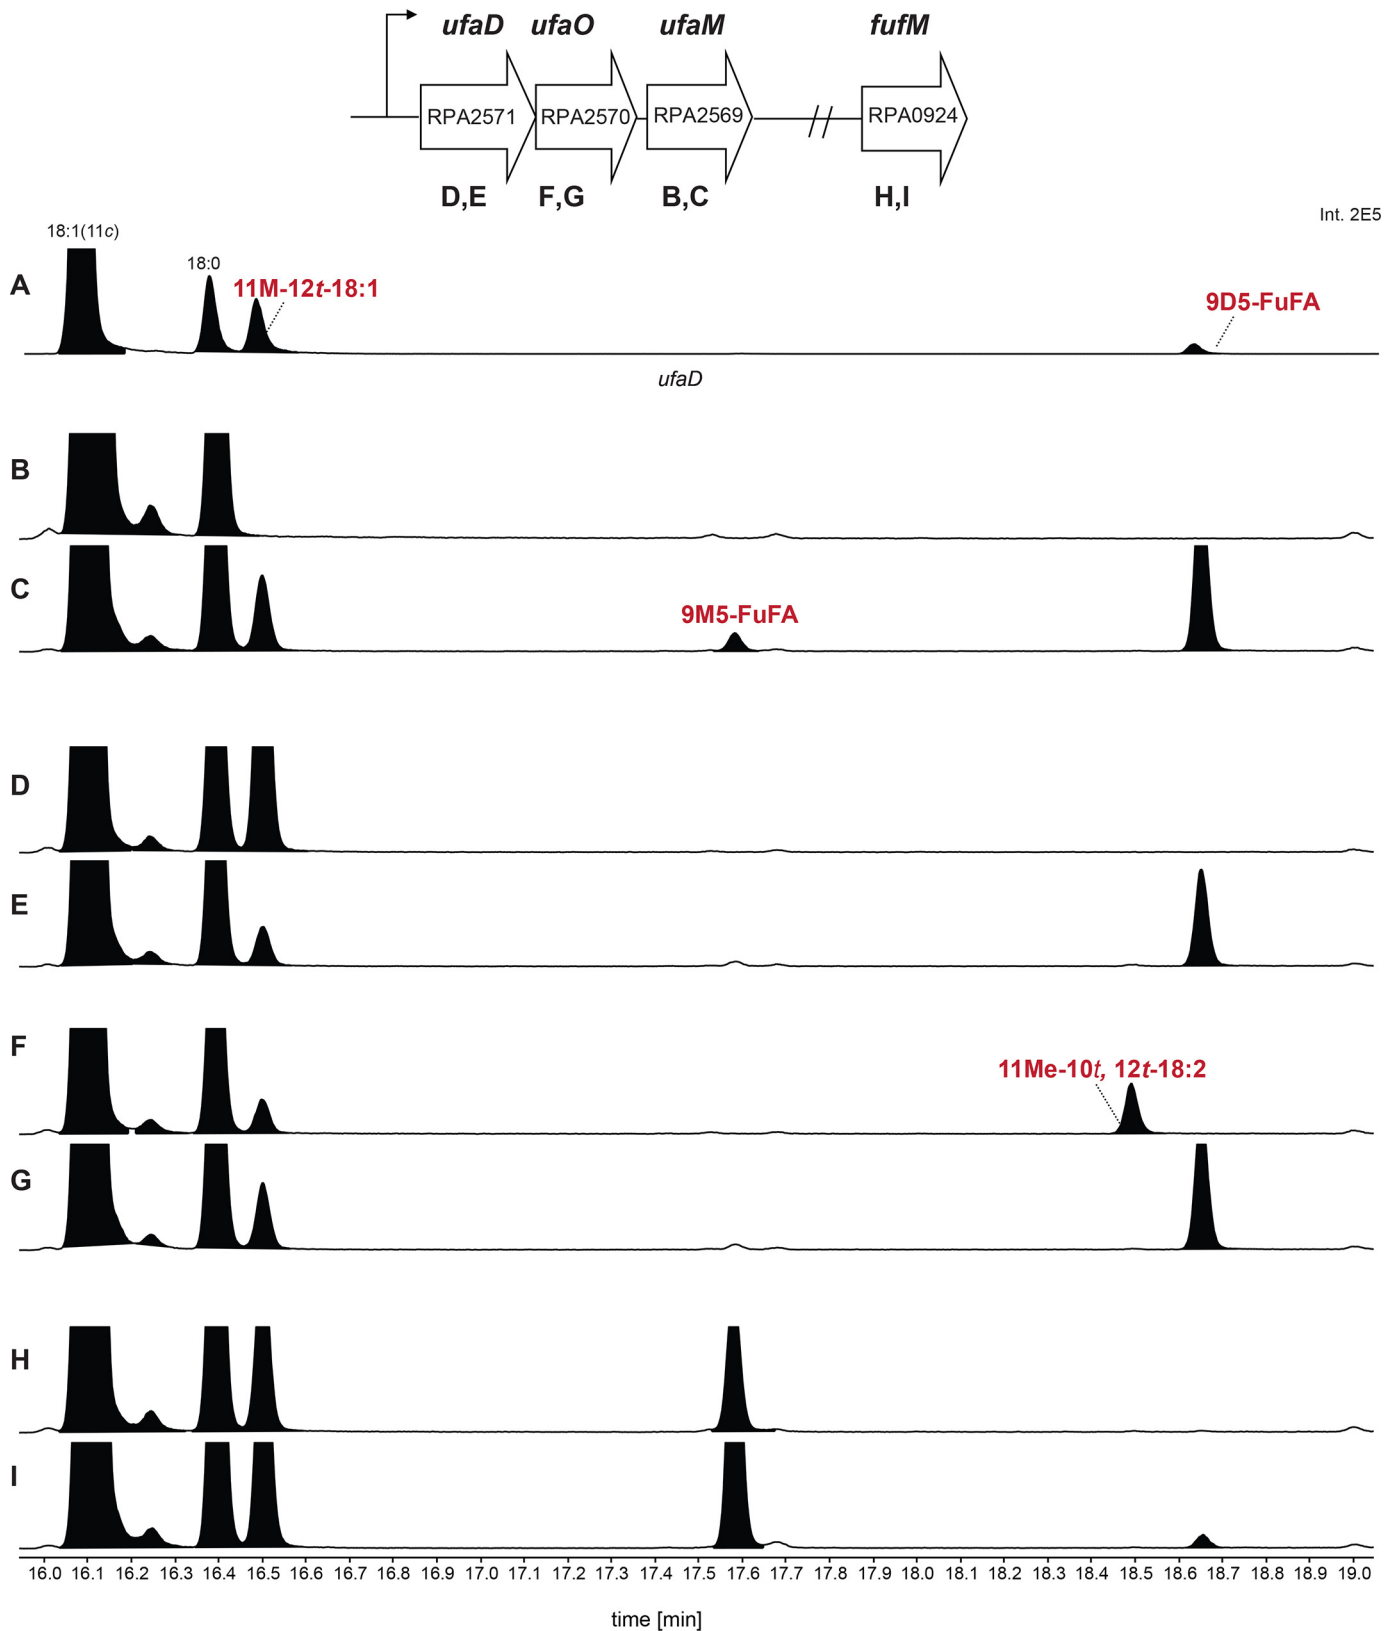 ufaD ufaO ufaM fufM
RPA2571 RPA2570 RPA2569 RPA0924
D,E F,G B,C H,I
Int. 2E5
18:1(11c)
18:0
A
11M-12t-18:1
9D5-FuFA
ufaD
B
C
9M5-FuFA
D
E
F
11Me-10t, 12t-18:2
G
H
I
16.0 16.1 16.2 16.3 16.4 16.5 16.6 16.7 16.8 16.9 17.0 17.1 17.2 17.3 17.4 17.5 17.6 17.7 17.8 17.9 18.0 18.1 18.2 18.3 18.4 18.5 18.6 18.7 18.8 18.9 19.0
time [min]